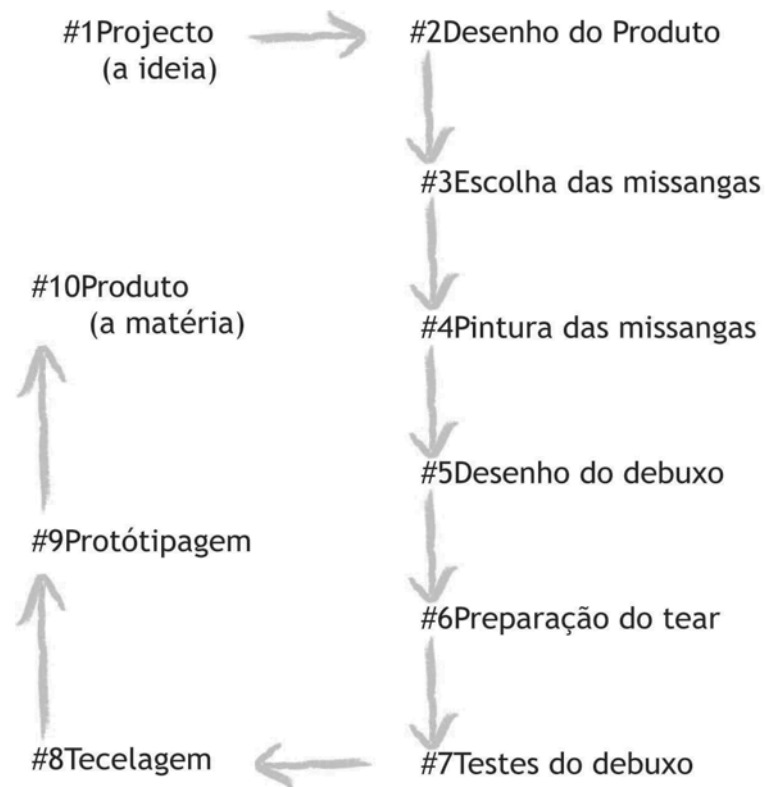 #1Projecto
(a ideia)
#2Desenho do Produto
#3Escolha das missangas
#4Pintura das missangas
#5Desenho do debuxo
#6Preparação do tear
#7Testes do debuxo
#8Tecelagem
#9Protótipagem
#10Produto
(a matéria)